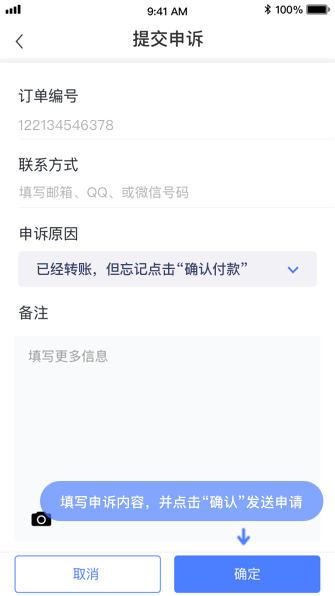 9:41 AM
100%
提交申诉
订单编号
122134546378
联系方式
填写邮箱、QQ、或微信号码
申诉原因
已经转账，但忘记点击“确认付款”
备注
填写更多信息
填写申诉内容，并点击“确认”发送申请
取消
确定